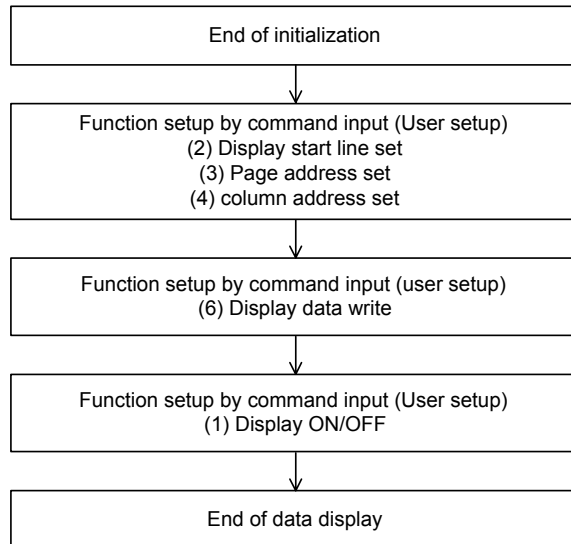 End of initialization
Function setup by command input (User setup)
(2) Display start line set
(3) Page address set
(4) column address set
Function setup by command input (user setup)
(6) Display data write
Function setup by command input (User setup)
(1) Display ON/OFF
End of data display